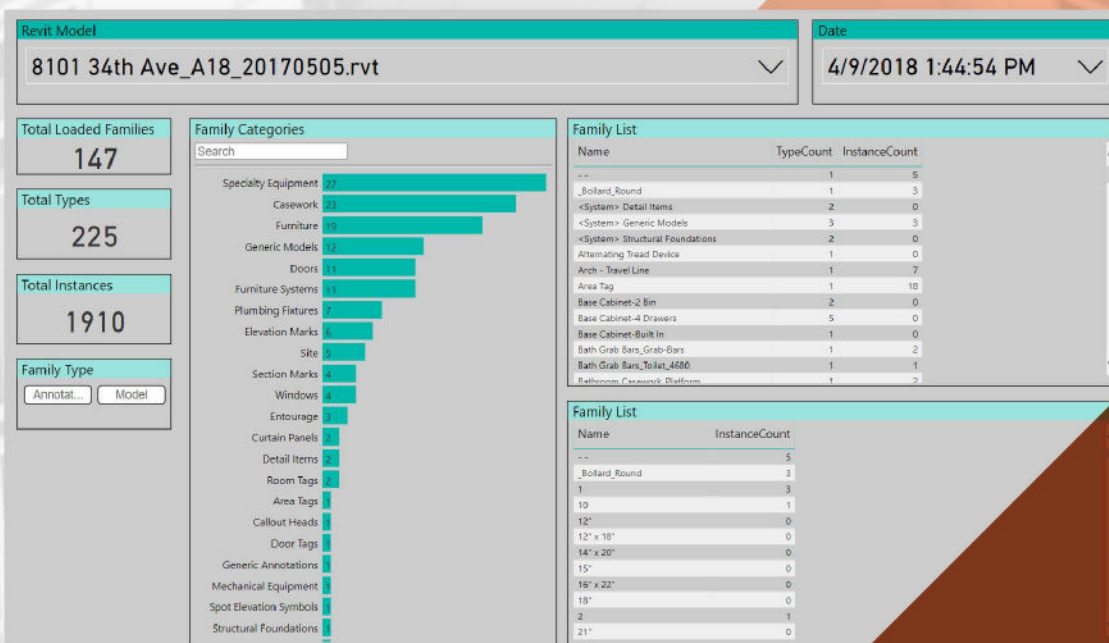 Revit Model
8101 34th Ave_A18_20170505.rvt
Date
4/9/2018 1:44:54 PM
Total Loaded Families
147
Total Types
225
Total Instances
1910
Family Type
Annotat...
Model
Family Categories
Search
Specialty Equipment 27
Casework 23
Furniture 19
Generic Models 12
Doors 11
Furniture Systems 11
Plumbing Fixtures 7
Elevation Marks 6
Site 5
Section Marks 4
Windows 4
Entourage 3
Curtain Panels 2
Detail Items 2
Room Tags 2
Area Tags 1
Callout Heads 1
Door Tags 1
Generic Annotations 1
Mechanical Equipment 1
Spot Elevation Symbols 1
Structural Foundations 1
Family List
Name TypeCount InstanceCount
-- 1 5
_Bollard_Round 1 3
<System> Detail Items 2 0
<System> Generic Models 3 3
<System> Structural Foundations 2 0
Alternating Tread Device 1 0
Arch - Travel Line 1 7
Area Tag 1 18
Base Cabinet-2 Bin 2 0
Base Cabinet-4 Drawers 5 0
Base Cabinet-Built In 1 0
Bath Grab Bars_Grab-Bars 1 2
Bath Grab Bars_Toilet_4680 1 1
Bathroom Casework Platform 1 2
Family List
Name InstanceCount
-- 5
_Bollard_Round 3
1 3
10 1
12" 0
12" x 18" 0
14" x 20" 0
15" 0
16" x 22" 0
18" 0
2 1
21" 0